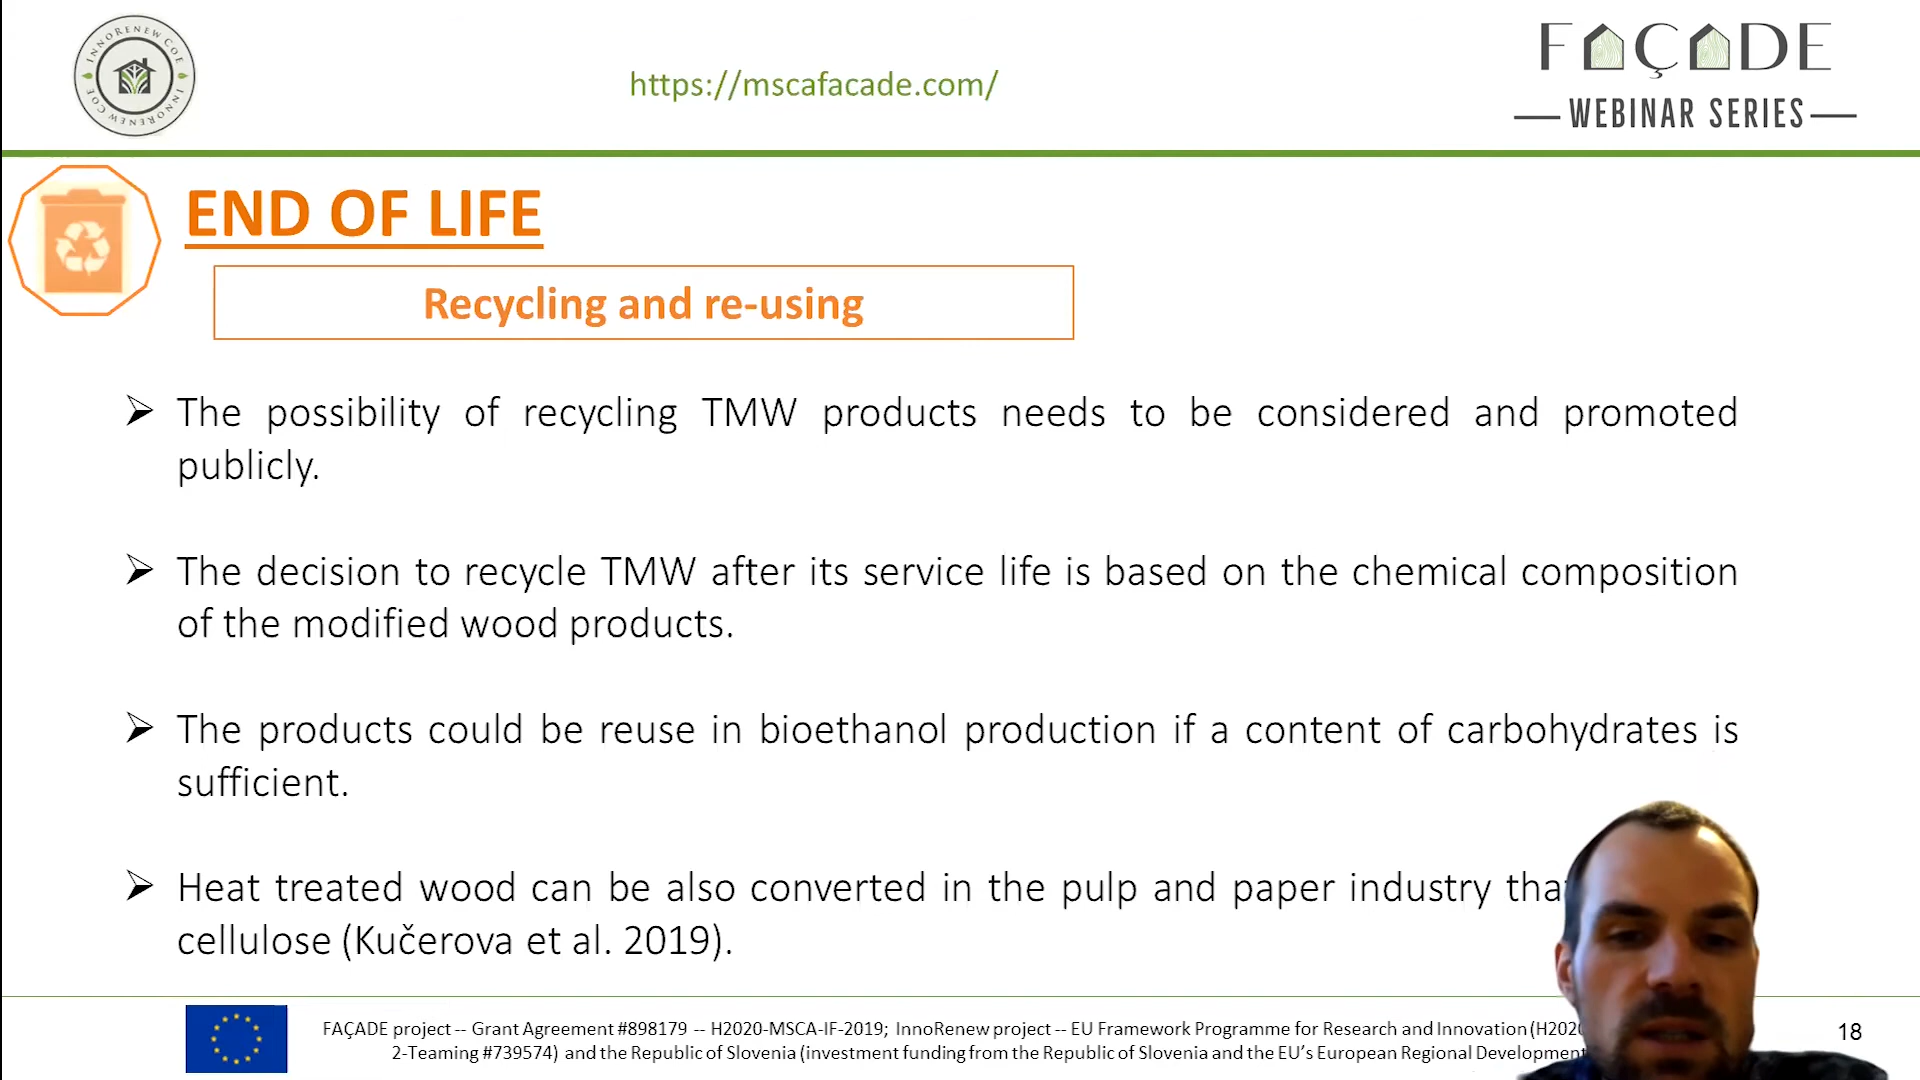 INNORENEW COE INNORENEW COE
https://mscafacade.com/
FAÇADE
WEBINAR SERIES
END OF LIFE
Recycling and re-using
➢ The possibility of recycling TMW products needs to be considered and promoted
publicly.
➢ The decision to recycle TMW after its service life is based on the chemical composition
of the modified wood products.
➢ The products could be reuse in bioethanol production if a content of carbohydrates is
sufficient.
➢ Heat treated wood can be also converted in the pulp and paper industry
cellulose (Kučerova et al. 2019).
FAÇADE project -- Grant Agreement #898179 -- H2020-MSCA-IF-2019; InnoRenew project -- EU Framework Programme for Research and Innovation (H2020
2-Teaming #739574) and the Republic of Slovenia (investment funding from the Republic of Slovenia and the EU's European Regional Development
18